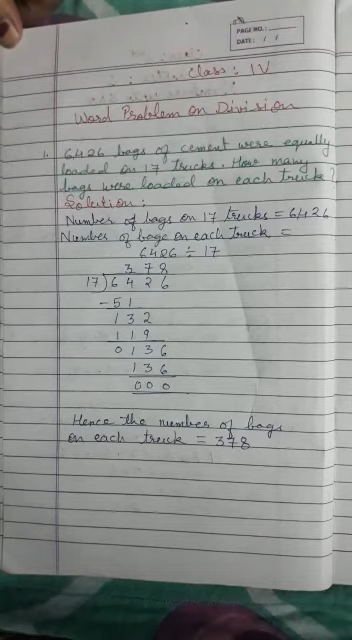 PAGE NO.:
DATE: / /
Class: IV
Word Problem on Division
1. 6426 bags of cement were equally
loaded on 17 trucks. How many
bags were loaded on each truck?
Solution:
Number of bags on 17 trucks = 6426
Number of bags on each truck =
6426 ÷ 17
3 7 8
17)6 4 2 6
-5 1
1 3 2
1 1 9
0 1 3 6
1 3 6
0 0 0
Hence the number of bags
on each truck = 378